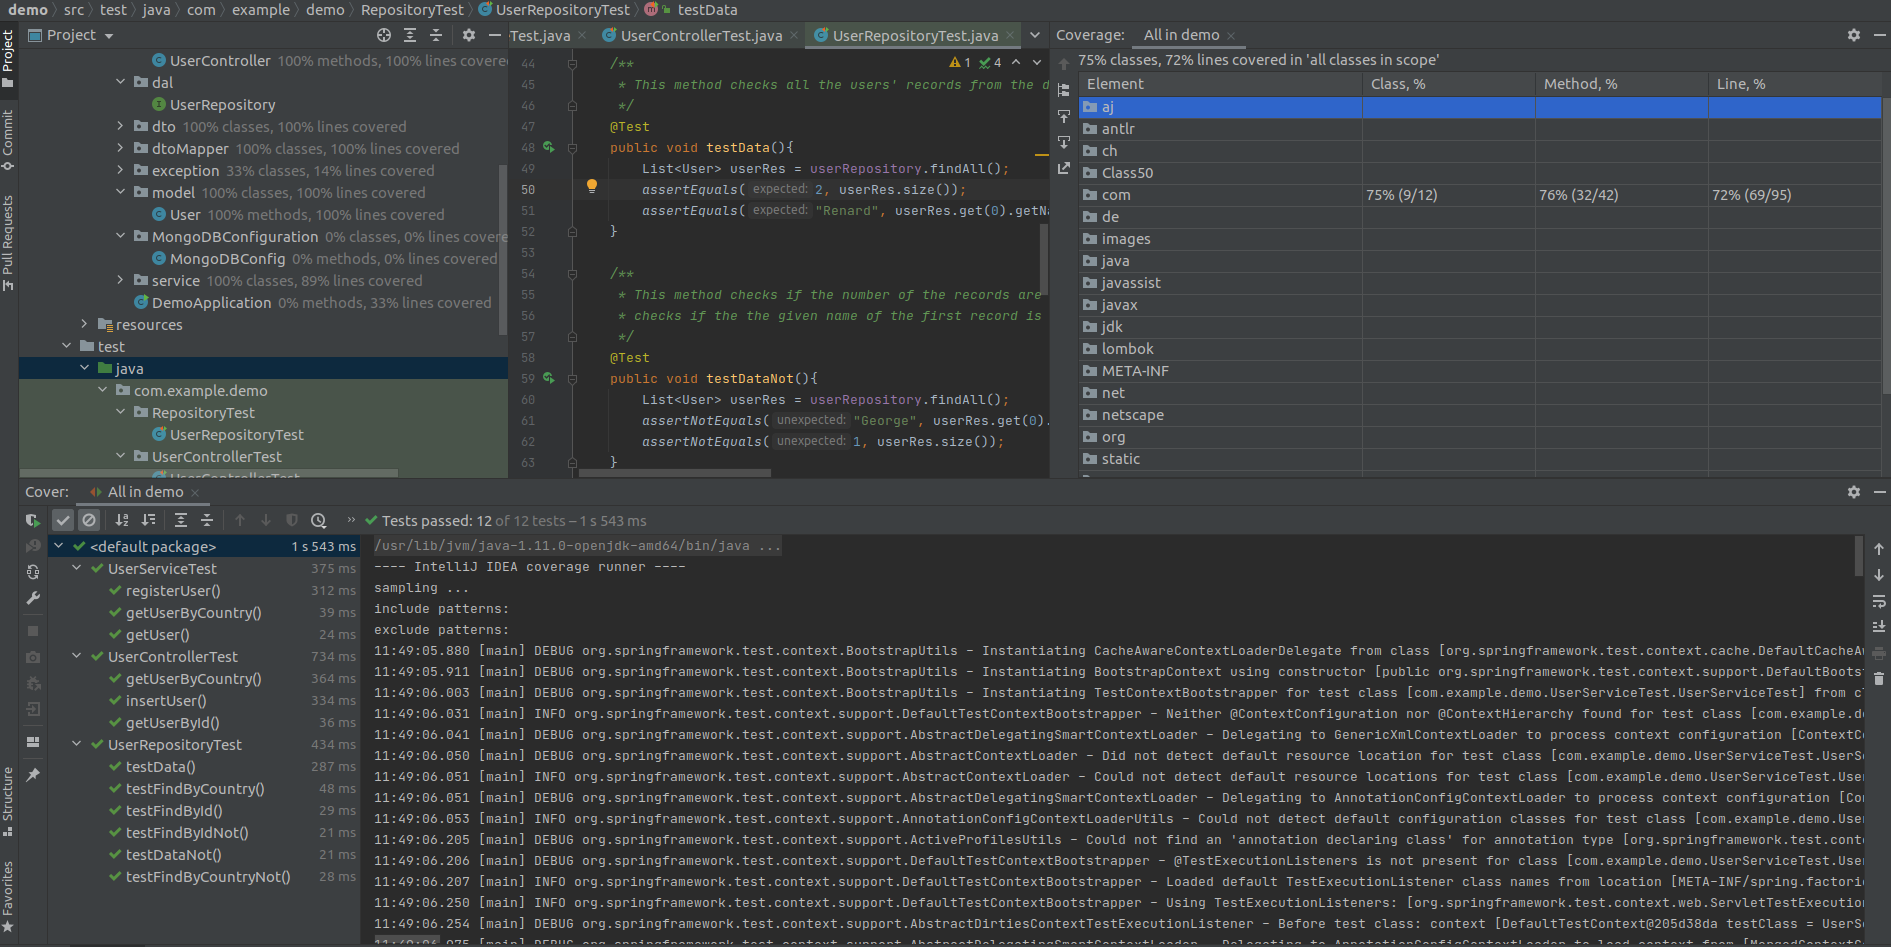 demo src test java com example demo RepositoryTest UserRepositoryTest testData
Project
Commit
Pull Requests
Structure
Favorites
Project
UserController 100% methods, 100% lines covere
dal
UserRepository
dto 100% classes, 100% lines covered
dtoMapper 100% classes, 100% lines covered
exception 33% classes, 14% lines covered
model 100% classes, 100% lines covered
User 100% methods, 100% lines covered
MongoDBConfiguration 0% classes, 0% lines covere
MongoDBConfig 0% methods, 0% lines covered
service 100% classes, 89% lines covered
DemoApplication 0% methods, 33% lines covered
resources
test
java
com.example.demo
RepositoryTest
UserRepositoryTest
UserControllerTest
UserControllerTest
Test.java UserControllerTest.java UserRepositoryTest.java
1 4
44 /**
45 * This method checks all the users' records from the d
46 */
47 @Test
48 public void testData(){
49 List<User> userRes = userRepository.findAll();
50 assertEquals( expected: 2, userRes.size());
51 assertEquals( expected: "Renard", userRes.get(0).getNa
52 }
53
54 /**
55 * This method checks if the number of the records are
56 * checks if the the given name of the first record is
57 */
58 @Test
59 public void testDataNot(){
60 List<User> userRes = userRepository.findAll();
61 assertNotEquals( unexpected: "George", userRes.get(0).
62 assertNotEquals( unexpected: 1, userRes.size());
63 }
Coverage: All in demo
75% classes, 72% lines covered in 'all classes in scope'
Element Class, % Method, % Line, %
aj
antlr
ch
Class50
com 75% (9/12) 76% (32/42) 72% (69/95)
de
images
java
javassist
javax
jdk
lombok
META-INF
net
netscape
org
static
Cover: All in demo
Tests passed: 12 of 12 tests – 1 s 543 ms
<default package> 1 s 543 ms
UserServiceTest 375 ms
registerUser() 312 ms
getUserByCountry() 39 ms
getUser() 24 ms
UserControllerTest 734 ms
getUserByCountry() 364 ms
insertUser() 334 ms
getUserById() 36 ms
UserRepositoryTest 434 ms
testData() 287 ms
testFindByCountry() 48 ms
testFindById() 29 ms
testFindByIdNot() 21 ms
testDataNot() 21 ms
testFindByCountryNot() 28 ms
/usr/lib/jvm/java-1.11.0-openjdk-amd64/bin/java ...
---- IntelliJ IDEA coverage runner ----
sampling ...
include patterns:
exclude patterns:
11:49:05.880 [main] DEBUG org.springframework.test.context.BootstrapUtils - Instantiating CacheAwareContextLoaderDelegate from class [org.springframework.test.context.cache.DefaultCacheAw
11:49:05.911 [main] DEBUG org.springframework.test.context.BootstrapUtils - Instantiating BootstrapContext using constructor [public org.springframework.test.context.support.DefaultBootst
11:49:06.003 [main] DEBUG org.springframework.test.context.BootstrapUtils - Instantiating TestContextBootstrapper for test class [com.example.demo.UserServiceTest.UserServiceTest] from cl
11:49:06.031 [main] INFO org.springframework.test.context.support.DefaultTestContextBootstrapper - Neither @ContextConfiguration nor @ContextHierarchy found for test class [com.example.de
11:49:06.041 [main] DEBUG org.springframework.test.context.support.AbstractDelegatingSmartContextLoader - Delegating to GenericXmlContextLoader to process context configuration [ContextCo
11:49:06.050 [main] DEBUG org.springframework.test.context.support.AbstractContextLoader - Did not detect default resource location for test class [com.example.demo.UserServiceTest.UserSe
11:49:06.051 [main] INFO org.springframework.test.context.support.AbstractContextLoader - Could not detect default resource locations for test class [com.example.demo.UserServiceTest.User
11:49:06.051 [main] DEBUG org.springframework.test.context.support.AbstractDelegatingSmartContextLoader - Delegating to AnnotationConfigContextLoader to process context configuration [Con
11:49:06.053 [main] INFO org.springframework.test.context.support.AnnotationConfigContextLoaderUtils - Could not detect default configuration classes for test class [com.example.demo.User
11:49:06.205 [main] DEBUG org.springframework.test.context.support.ActiveProfilesUtils - Could not find an 'annotation declaring class' for annotation type [org.springframework.test.conte
11:49:06.206 [main] DEBUG org.springframework.test.context.support.DefaultTestContextBootstrapper - @TestExecutionListeners is not present for class [com.example.demo.UserServiceTest.User
11:49:06.207 [main] INFO org.springframework.test.context.support.DefaultTestContextBootstrapper - Loaded default TestExecutionListener class names from location [META-INF/spring.factorie
11:49:06.250 [main] INFO org.springframework.test.context.support.DefaultTestContextBootstrapper - Using TestExecutionListeners: [org.springframework.test.context.web.ServletTestExecution
11:49:06.254 [main] DEBUG org.springframework.test.context.support.AbstractDirtiesContextTestExecutionListener - Before test class: context [DefaultTestContext@205d38da testClass = UserSe